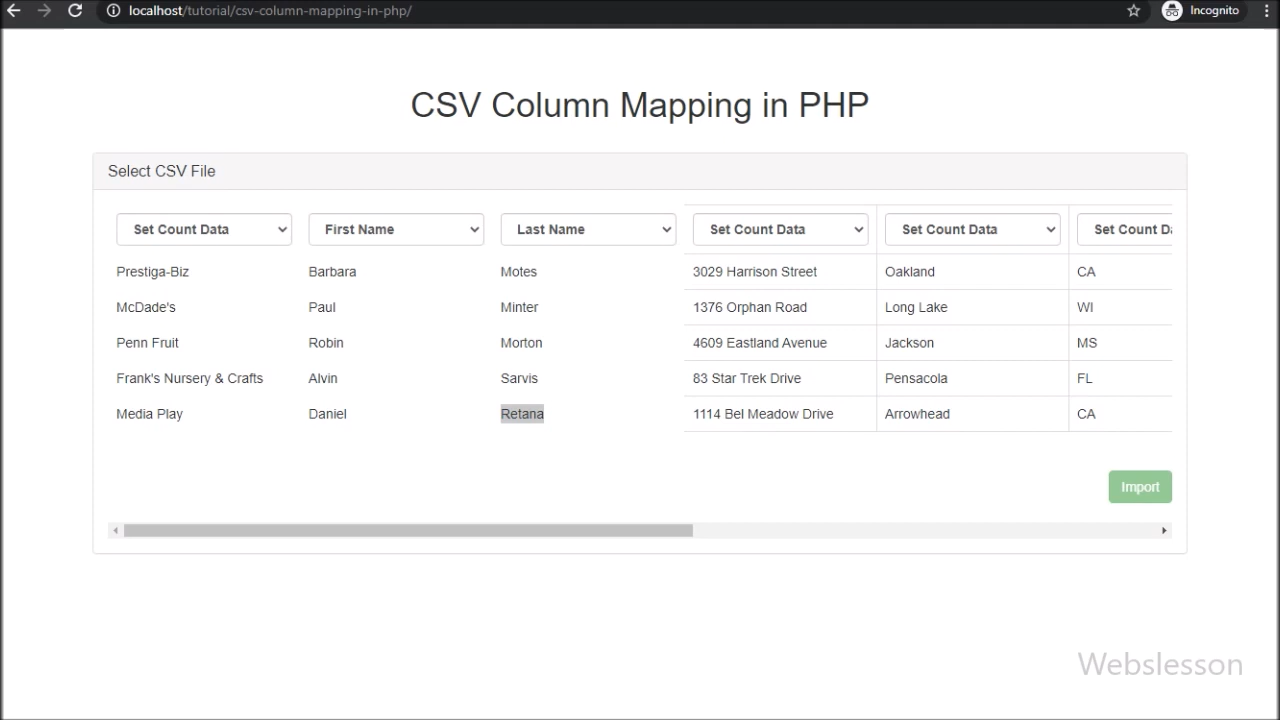 localhost/tutorial/csv-column-mapping-in-php/ Incognito
CSV Column Mapping in PHP
Select CSV File
Set Count Data First Name Last Name Set Count Data Set Count Data Set Count Da
Prestiga-Biz Barbara Motes 3029 Harrison Street Oakland CA
McDade's Paul Minter 1376 Orphan Road Long Lake WI
Penn Fruit Robin Morton 4609 Eastland Avenue Jackson MS
Frank's Nursery & Crafts Alvin Sarvis 83 Star Trek Drive Pensacola FL
Media Play Daniel Retana 1114 Bel Meadow Drive Arrowhead CA
Import
Webslesson